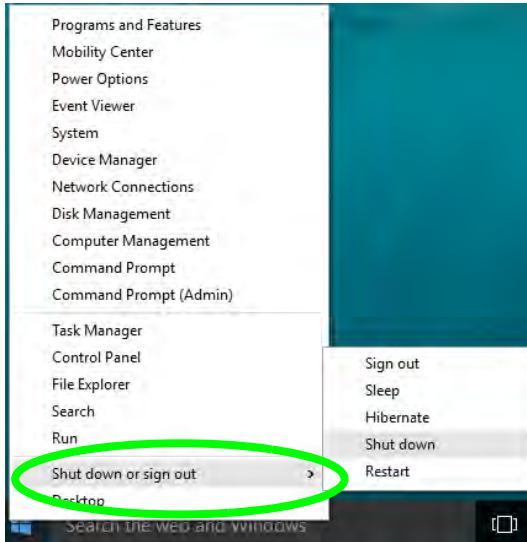 Programs and Features
Mobility Center
Power Options
Event Viewer
System
Device Manager
Network Connections
Disk Management
Computer Management
Command Prompt
Command Prompt (Admin)
Task Manager
Control Panel
File Explorer
Search
Run
Shut down or sign out
Desktop
Sign out
Sleep
Hibernate
Shut down
Restart
Search the web and Windows